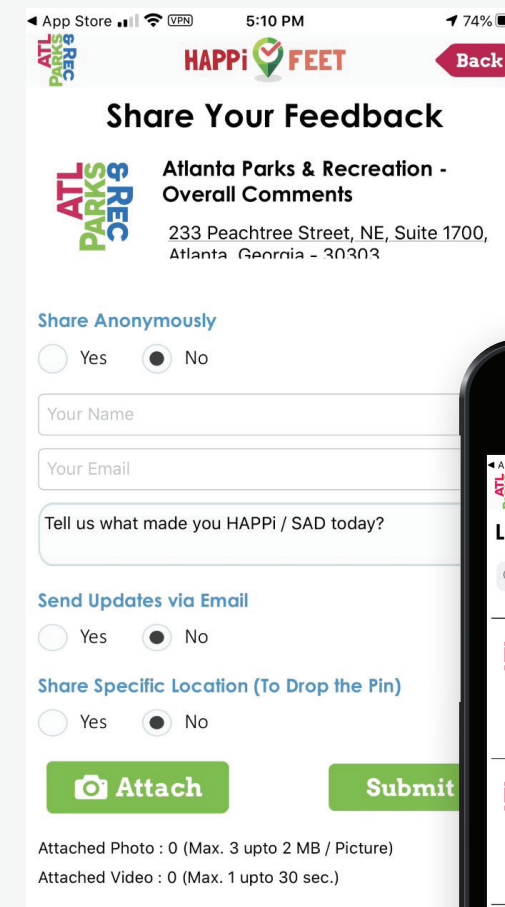 App Store VPN 5:10 PM 74%
ATL PARKS & REC HAPPi FEET Back
Share Your Feedback
ATL PARKS & REC
Atlanta Parks & Recreation -
Overall Comments
233 Peachtree Street, NE, Suite 1700,
Atlanta, Georgia - 30303
Share Anonymously
Yes No
Your Name
Your Email
Tell us what made you HAPPi / SAD today?
Send Updates via Email
Yes No
Share Specific Location (To Drop the Pin)
Yes No
Attach Submit
Attached Photo : 0 (Max. 3 upto 2 MB / Picture)
Attached Video : 0 (Max. 1 upto 30 sec.)